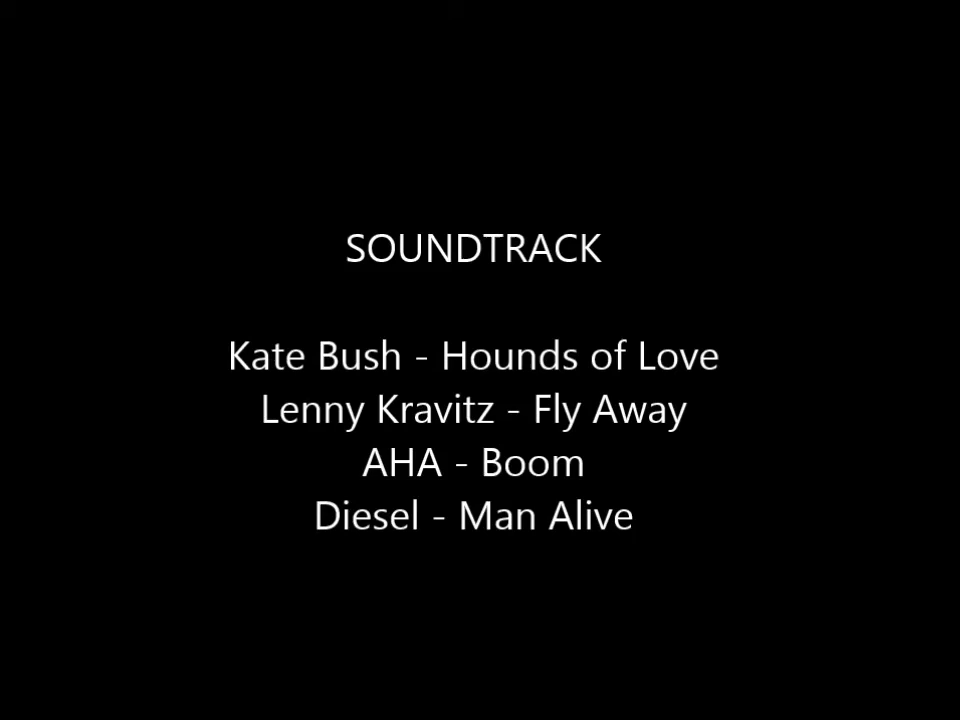 SOUNDTRACK
Kate Bush - Hounds of Love
Lenny Kravitz - Fly Away
AHA - Boom
Diesel - Man Alive